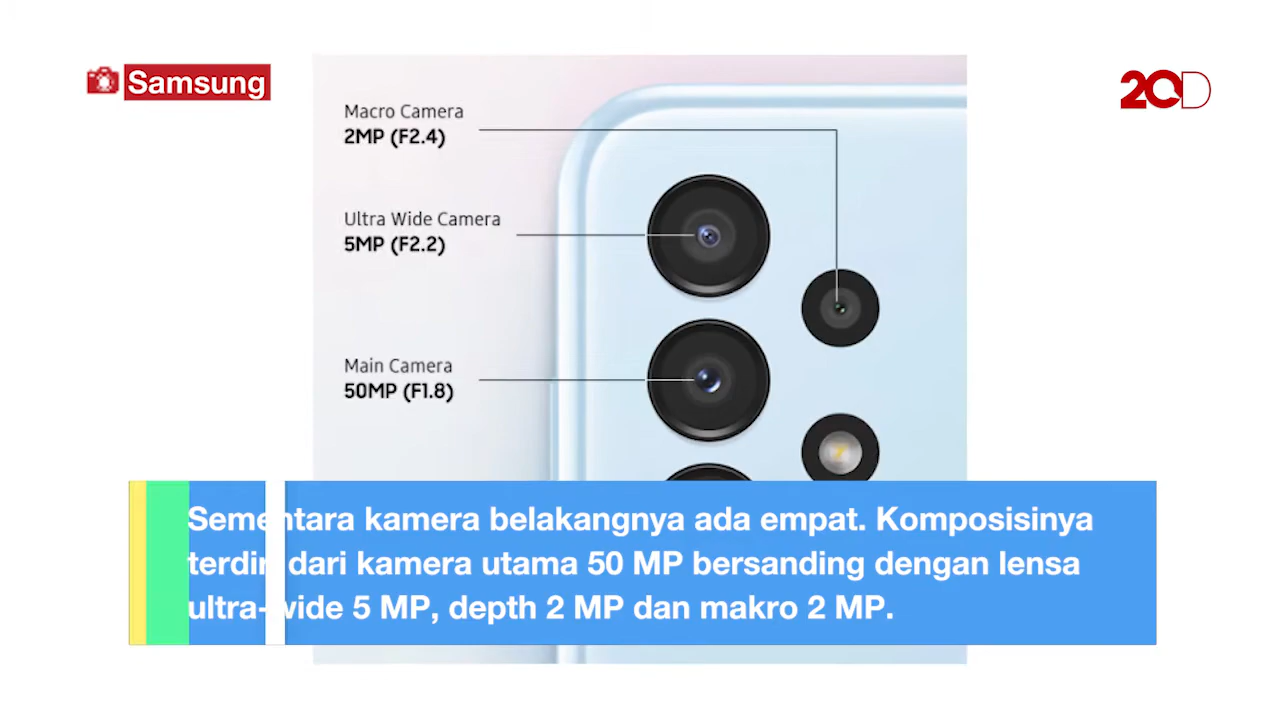 Samsung
20D
Macro Camera
2MP (F2.4)
Ultra Wide Camera
5MP (F2.2)
Main Camera
50MP (F1.8)
Sementara kamera belakangnya ada empat. Komposisinya
terdiri dari kamera utama 50 MP bersanding dengan lensa
ultra-wide 5 MP, depth 2 MP dan makro 2 MP.